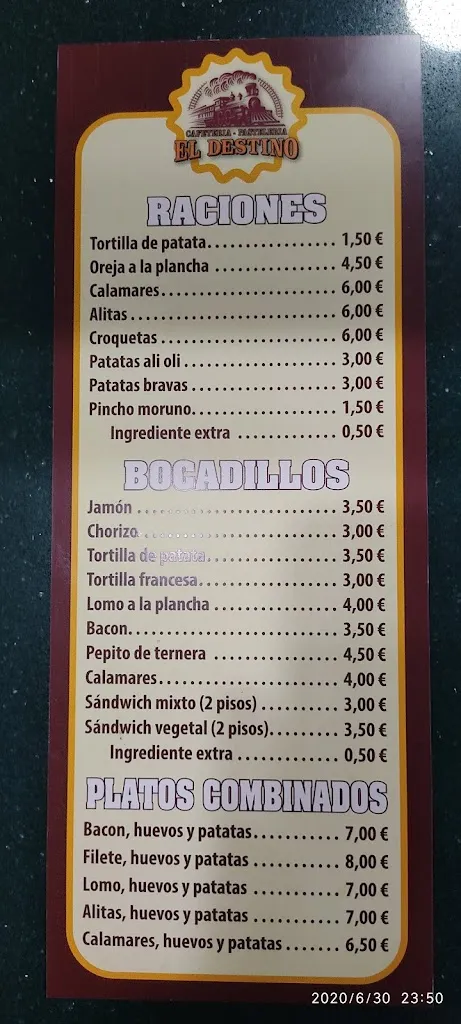 CAFETERIA - PASTELERIA
EL DESTINO
RACIONES
Tortilla de patata.................. 1,50 €
Oreja a la plancha .................. 4,50 €
Calamares........................ 6,00 €
Alitas ............................. 6,00 €
Croquetas ........................ 6,00 €
Patatas ali oli ...................... 3,00 €
Patatas bravas ..................... 3,00 €
Pincho moruno.................... 1,50 €
Ingrediente extra .............. 0,50 €
BOCADILLOS
Jamón ............................ 3,50 €
Chorizo............................ 3,00 €
Tortilla de patata.................. 3,50 €
Tortilla francesa................... 3,00 €
Lomo a la plancha ................. 4,00 €
Bacon............................. 3,50 €
Pepito de ternera ................. 4,50 €
Calamares......................... 4,00 €
Sándwich mixto (2 pisos) .......... 3,00 €
Sándwich vegetal (2 pisos)......... 3,50 €
Ingrediente extra .............. 0,50 €
PLATOS COMBINADOS
Bacon, huevos y patatas............ 7,00 €
Filete, huevos y patatas ............ 8,00 €
Lomo, huevos y patatas ............ 7,00 €
Alitas, huevos y patatas ............ 7,00 €
Calamares, huevos y patatas ....... 6,50 €
2020/6/30 23:50